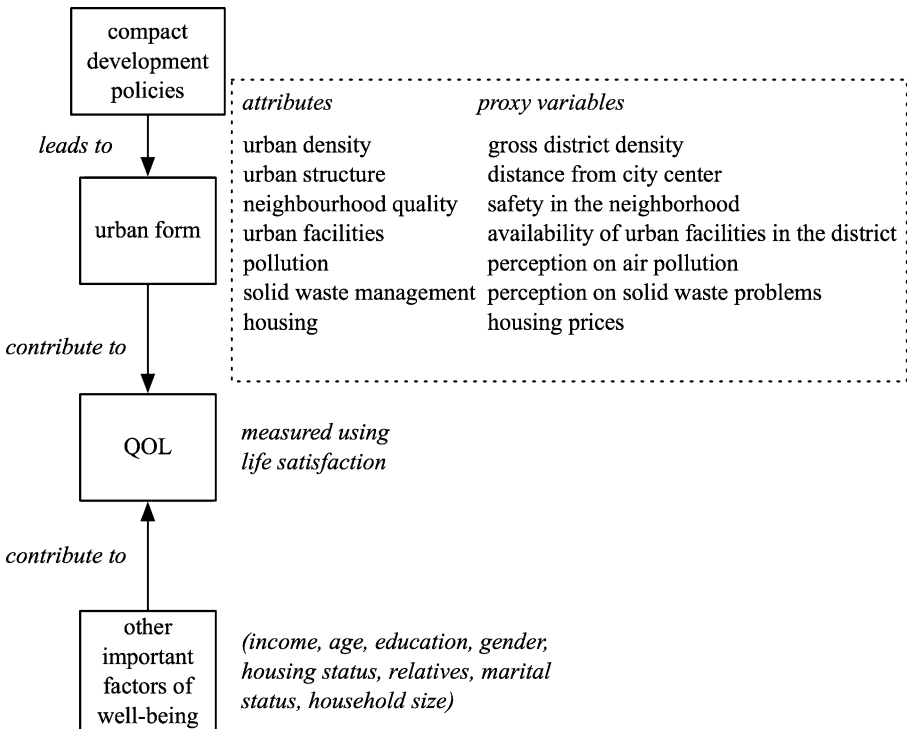 compact
development
policies
attributes proxy variables
leads to
urban density gross district density
urban structure distance from city center
neighbourhood quality safety in the neighborhood
urban form
urban facilities availability of urban facilities in the district
pollution perception on air pollution
solid waste management perception on solid waste problems
housing housing prices
contribute to
QOL
measured using
life satisfaction
contribute to
other
important
factors of
well-being
(income, age, education, gender,
housing status, relatives, marital
status, household size)